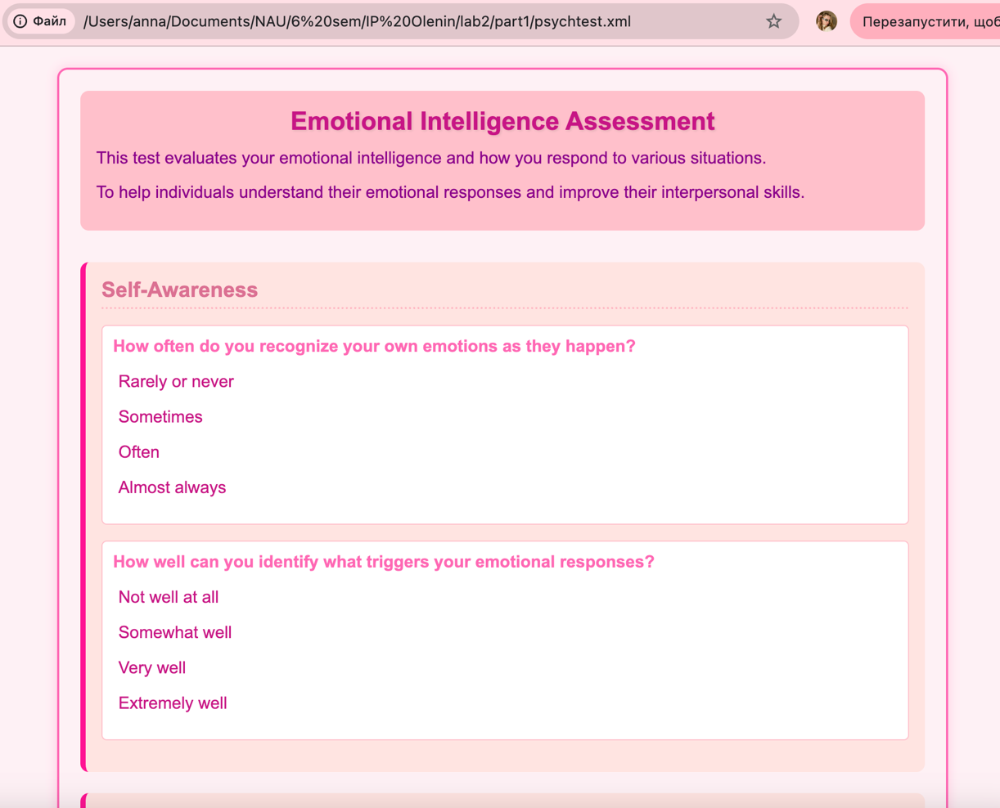 Файл
/Users/anna/Documents/NAU/6%20sem/IP%20Olenin/lab2/part1/psychtest.xml
Перезапустити, щоб
Emotional Intelligence Assessment
This test evaluates your emotional intelligence and how you respond to various situations.
To help individuals understand their emotional responses and improve their interpersonal skills.
Self-Awareness
How often do you recognize your own emotions as they happen?
Rarely or never
Sometimes
Often
Almost always
How well can you identify what triggers your emotional responses?
Not well at all
Somewhat well
Very well
Extremely well